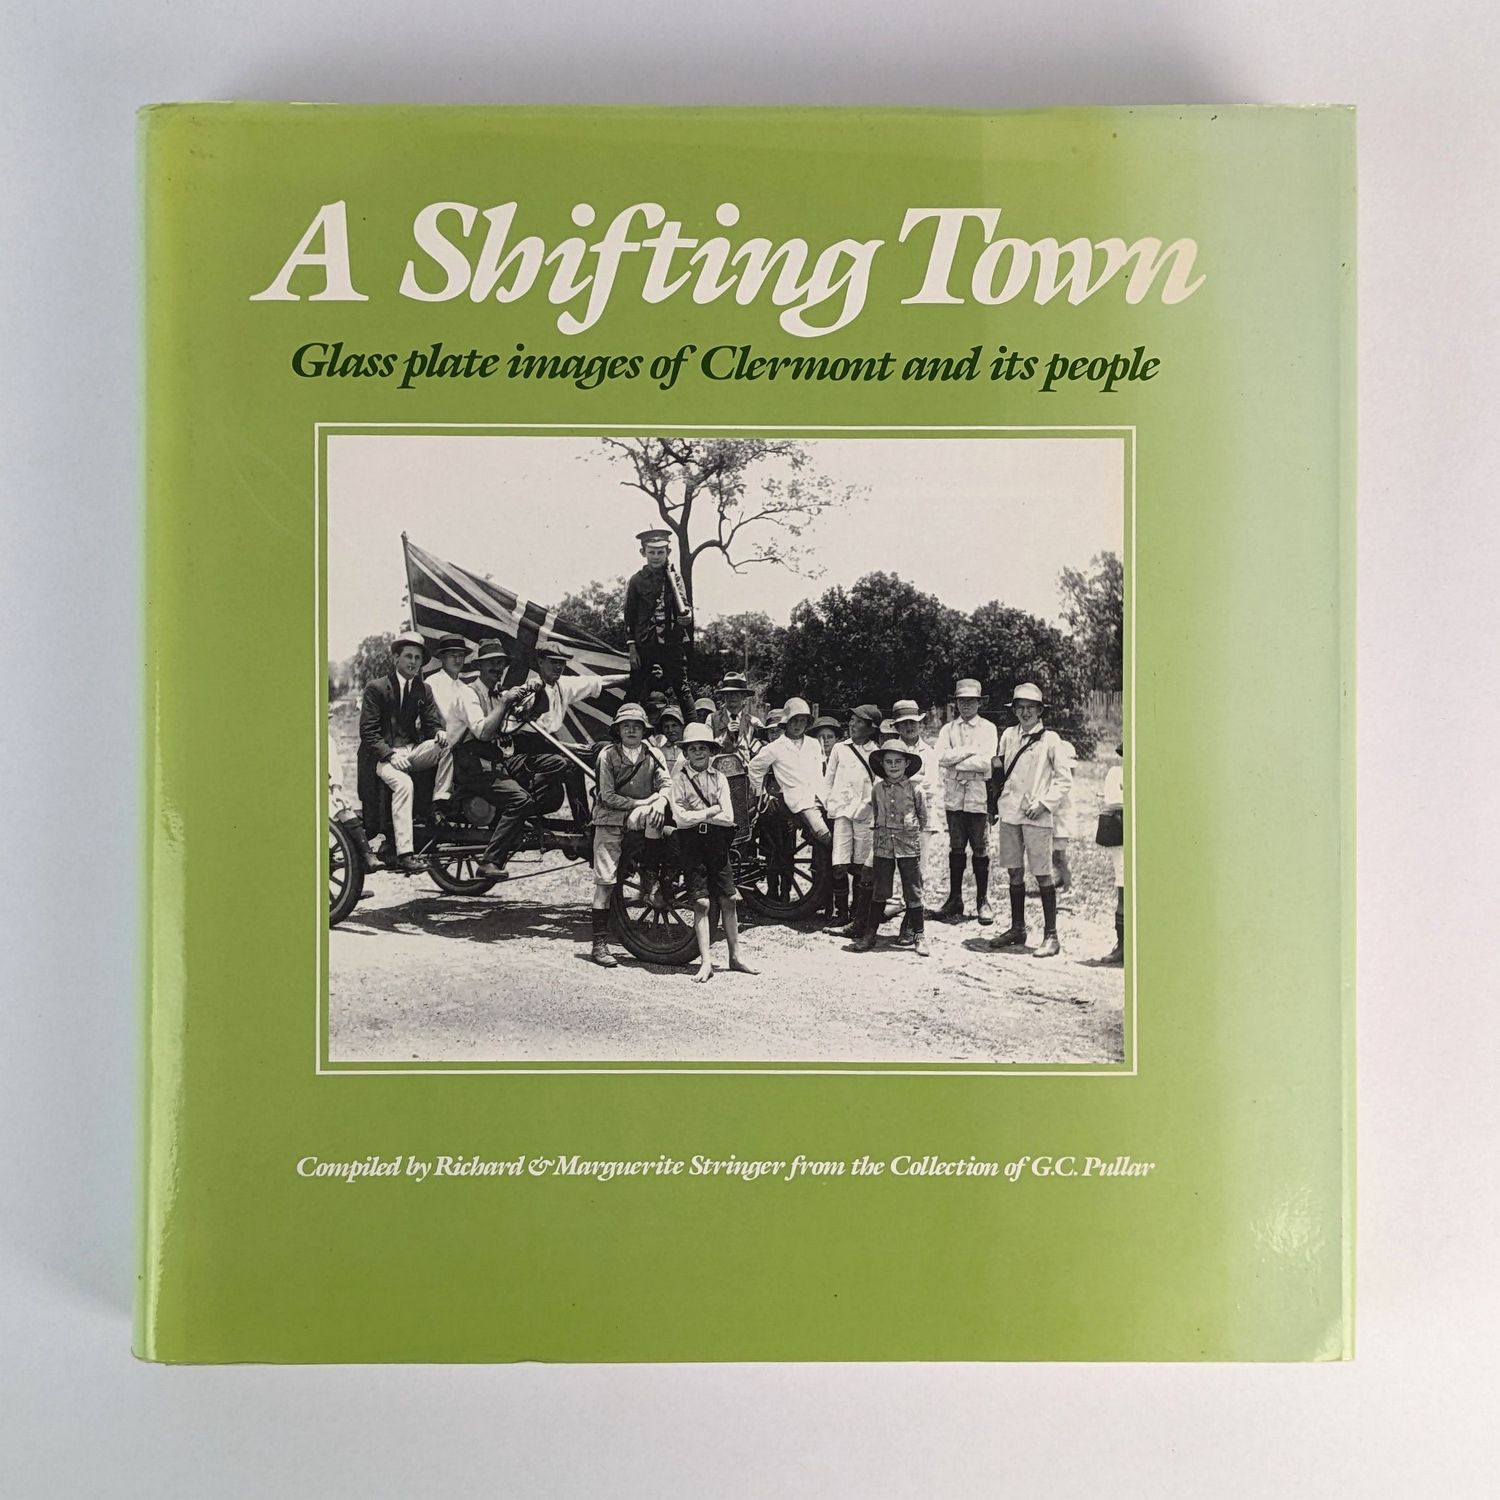 A Shifting Town
Glass plate images of Clermont and its people
Compiled by Richard & Marguerite Stringer from the Collection of G.C. Pullar